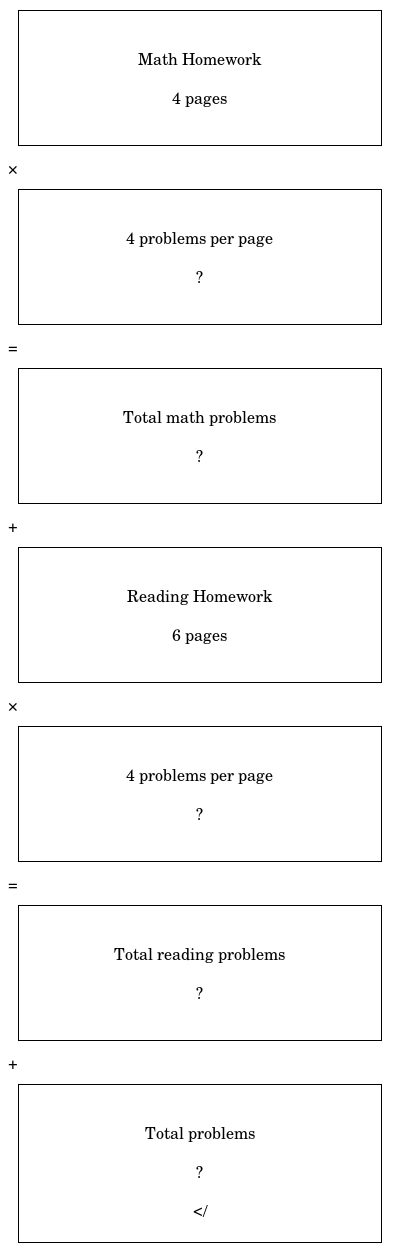 Math Homework
4 pages
×
4 problems per page
?
=
Total math problems
?
+
Reading Homework
6 pages
×
4 problems per page
?
=
Total reading problems
?
+
Total problems
?
</